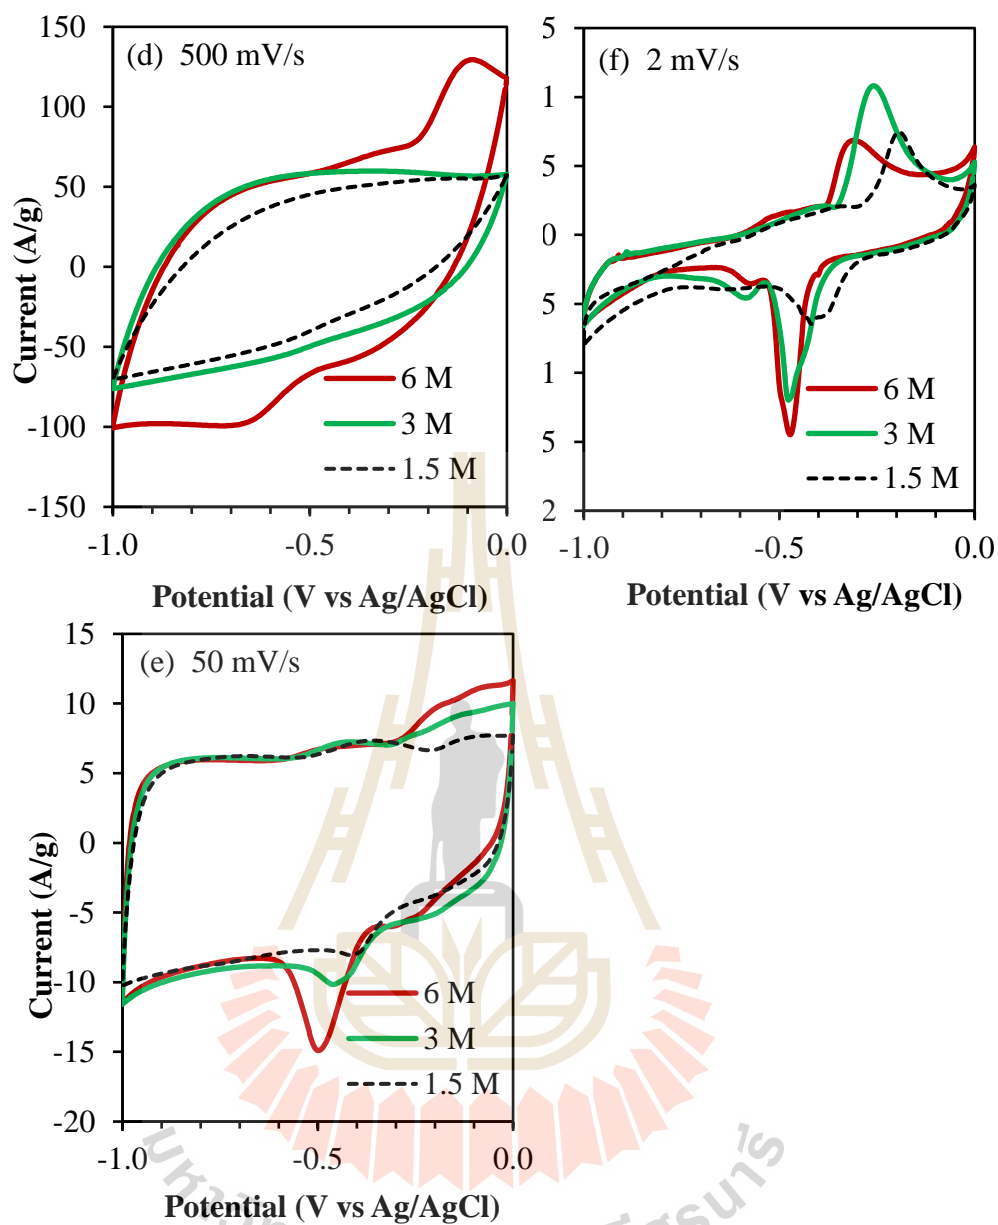 (d) 500 mV/s
150
100
50
0
-50
-100
-150
Current (A/g)
6 M
3 M
1.5 M
-1.0
-0.5
0.0
Potential (V vs Ag/AgCl)
(f) 2 mV/s
5
1
5
0
5
1
5
2
6 M
3 M
1.5 M
-1.0
-0.5
0.0
Potential (V vs Ag/AgCl)
(e) 50 mV/s
15
10
5
0
-5
-10
-15
-20
Current (A/g)
6 M
3 M
1.5 M
-1.0
-0.5
0.0
Potential (V vs Ag/AgCl)